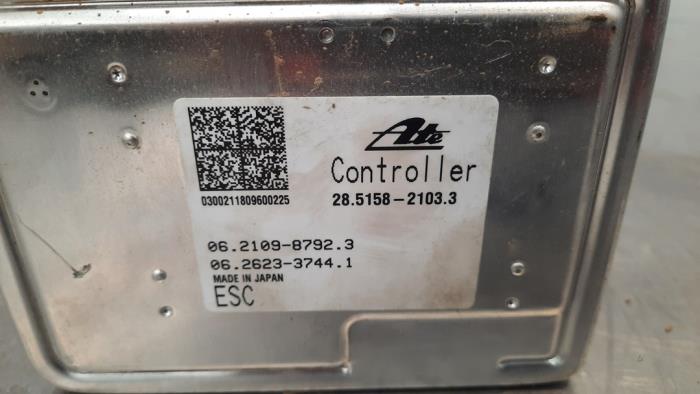 Ate
Controller
0300211809600225
28.5158-2103.3
06.2109-8792.3
06.2623-3744.1
MADE IN JAPAN
ESC